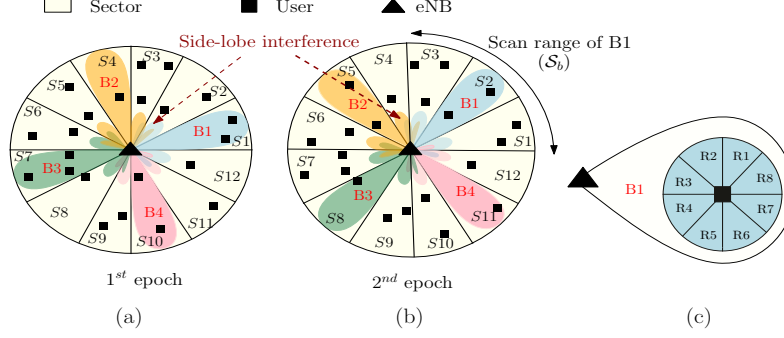 Sector User eNB
Side-lobe interference
Scan range of B1
(𝒮_b)
S4 S3
B2
S5 S2
S6
B1
S1
S7
B3
S12
S8
B4
S11
S9 S10
S4 S3
S5 S2
B2 B1
S6
S1
S7
S12
B3 B4
S8 S11
S9 S10
B1
R2 R1
R3 R8
R4 R7
R5 R6
1st epoch
2nd epoch
(a) (b) (c)